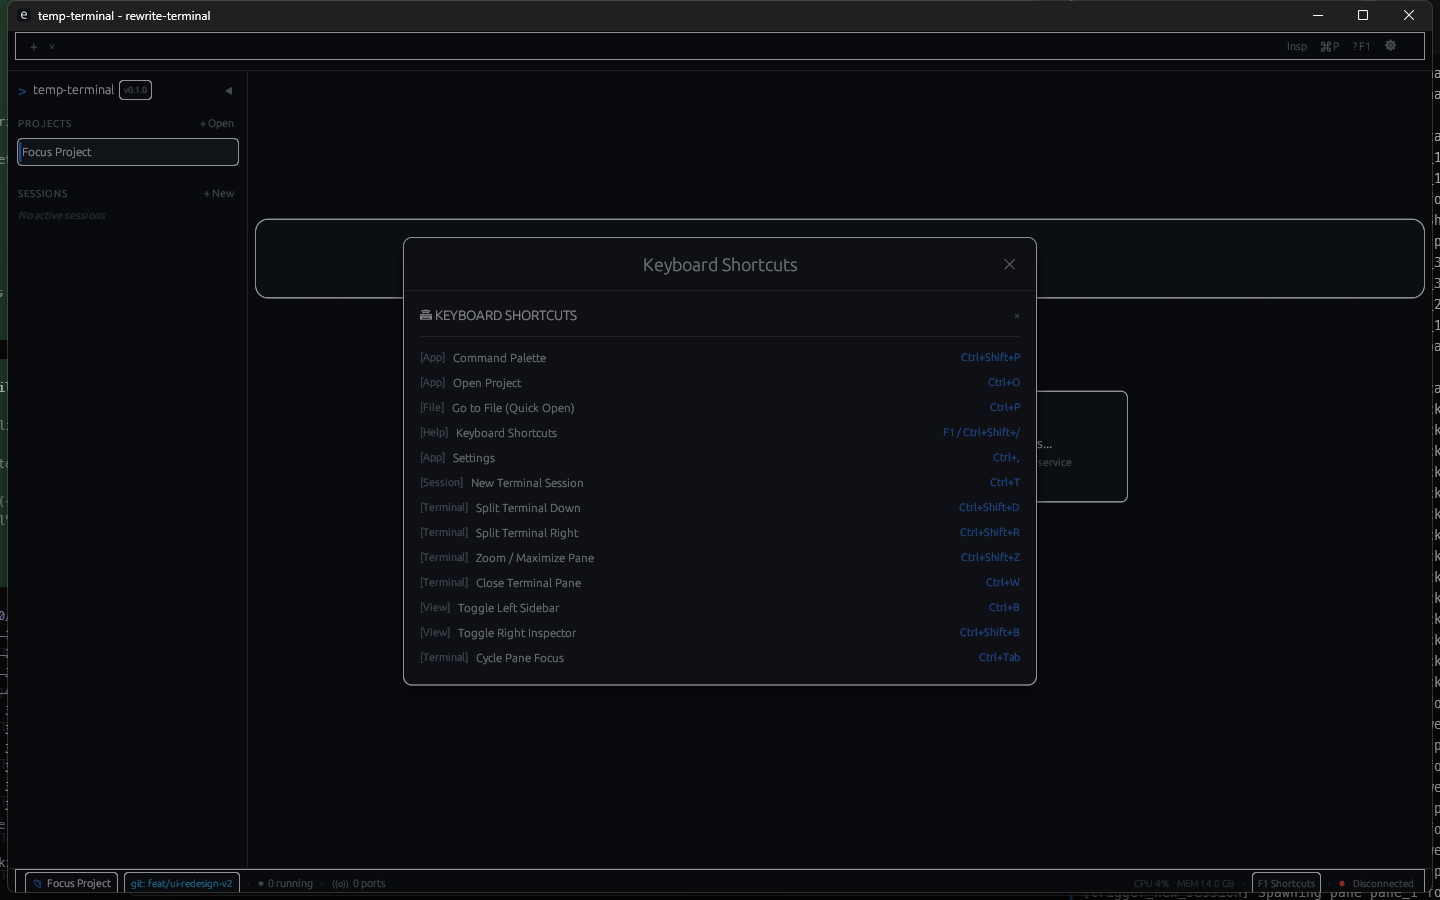 temp-terminal - rewrite-terminal
+ v
Insp ⌘P ? F1
> temp-terminal v0.1.0
PROJECTS + Open
Focus Project
SESSIONS + New
No active sessions
Keyboard Shortcuts
KEYBOARD SHORTCUTS ×
[App] Command Palette Ctrl+Shift+P
[App] Open Project Ctrl+O
[File] Go to File (Quick Open) Ctrl+P
[Help] Keyboard Shortcuts F1 / Ctrl+Shift+/
[App] Settings Ctrl+,
[Session] New Terminal Session Ctrl+T
[Terminal] Split Terminal Down Ctrl+Shift+D
[Terminal] Split Terminal Right Ctrl+Shift+R
[Terminal] Zoom / Maximize Pane Ctrl+Shift+Z
[Terminal] Close Terminal Pane Ctrl+W
[View] Toggle Left Sidebar Ctrl+B
[View] Toggle Right Inspector Ctrl+Shift+B
[Terminal] Cycle Pane Focus Ctrl+Tab
s...
service
Focus Project git: feat/ui-redesign-v2 · ● 0 running · ((o)) 0 ports
CPU 4% MEM 14.0 GB · F1 Shortcuts · ● Disconnected